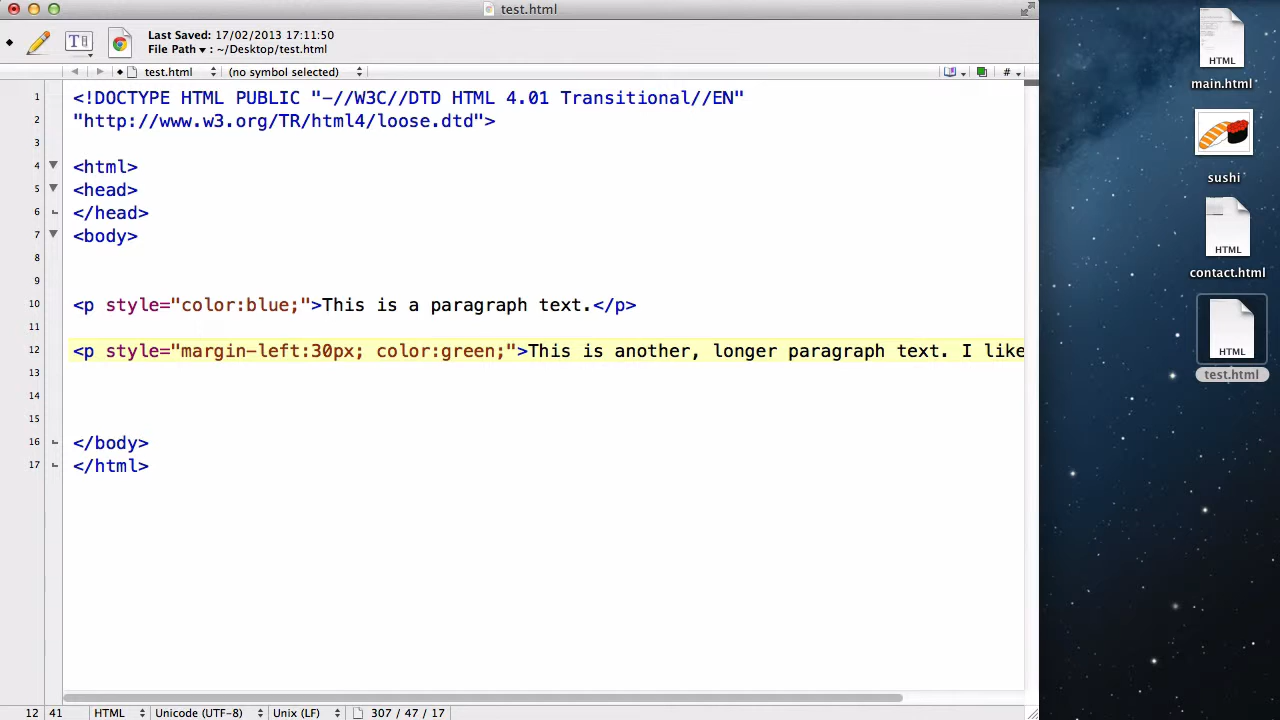 test.html
Last Saved: 17/02/2013 17:11:50
File Path ▾ : ~/Desktop/test.html
test.html
(no symbol selected)
#
1 <!DOCTYPE HTML PUBLIC "-//W3C//DTD HTML 4.01 Transitional//EN"
2 "http://www.w3.org/TR/html4/loose.dtd">
3
4 <html>
5 <head>
6 </head>
7 <body>
8
9
10 <p style="color:blue;">This is a paragraph text.</p>
11
12 <p style="margin-left:30px; color:green;">This is another, longer paragraph text. I like
13
14
15
16 </body>
17 </html>
12 41 HTML Unicode (UTF-8) Unix (LF) 307 / 47 / 17
HTML
main.html
sushi
HTML
contact.html
HTML
test.html